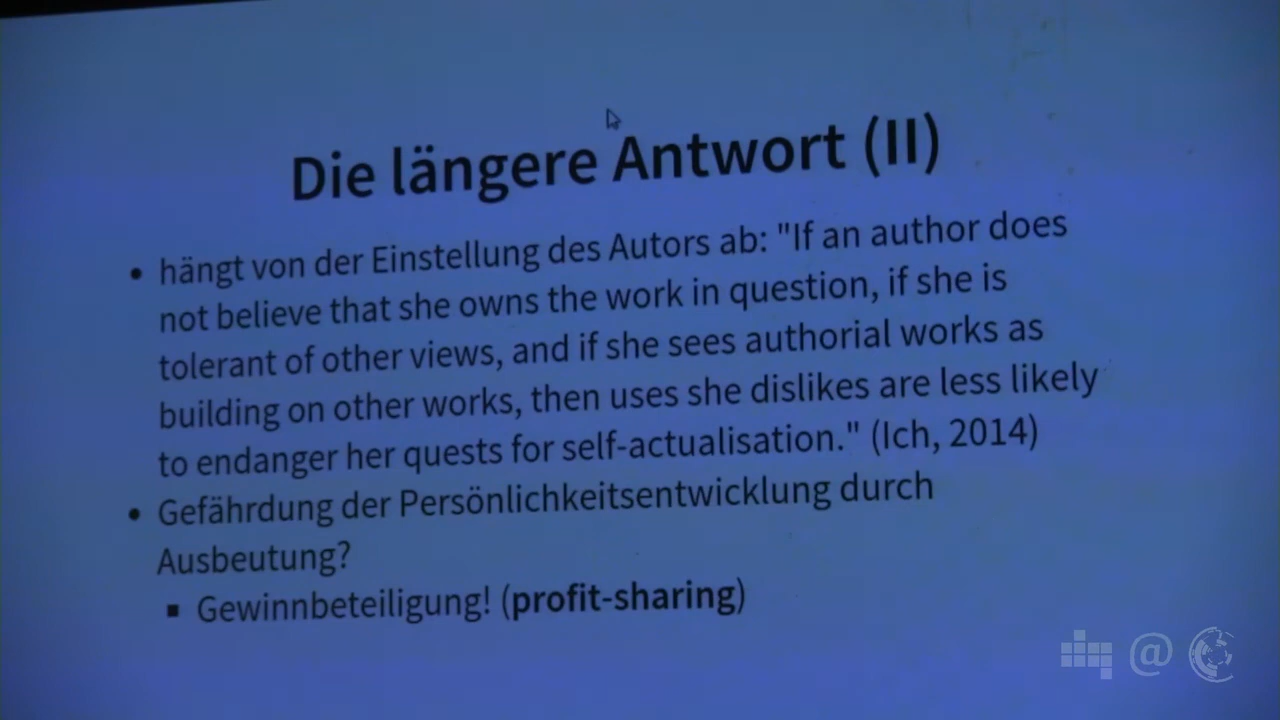 Die längere Antwort (II)
• hängt von der Einstellung des Autors ab: "If an author does
not believe that she owns the work in question, if she is
tolerant of other views, and if she sees authorial works as
building on other works, then uses she dislikes are less likely
to endanger her quests for self-actualisation." (Ich, 2014)
• Gefährdung der Persönlichkeitsentwicklung durch
Ausbeutung?
▪ Gewinnbeteiligung! (profit-sharing)
@